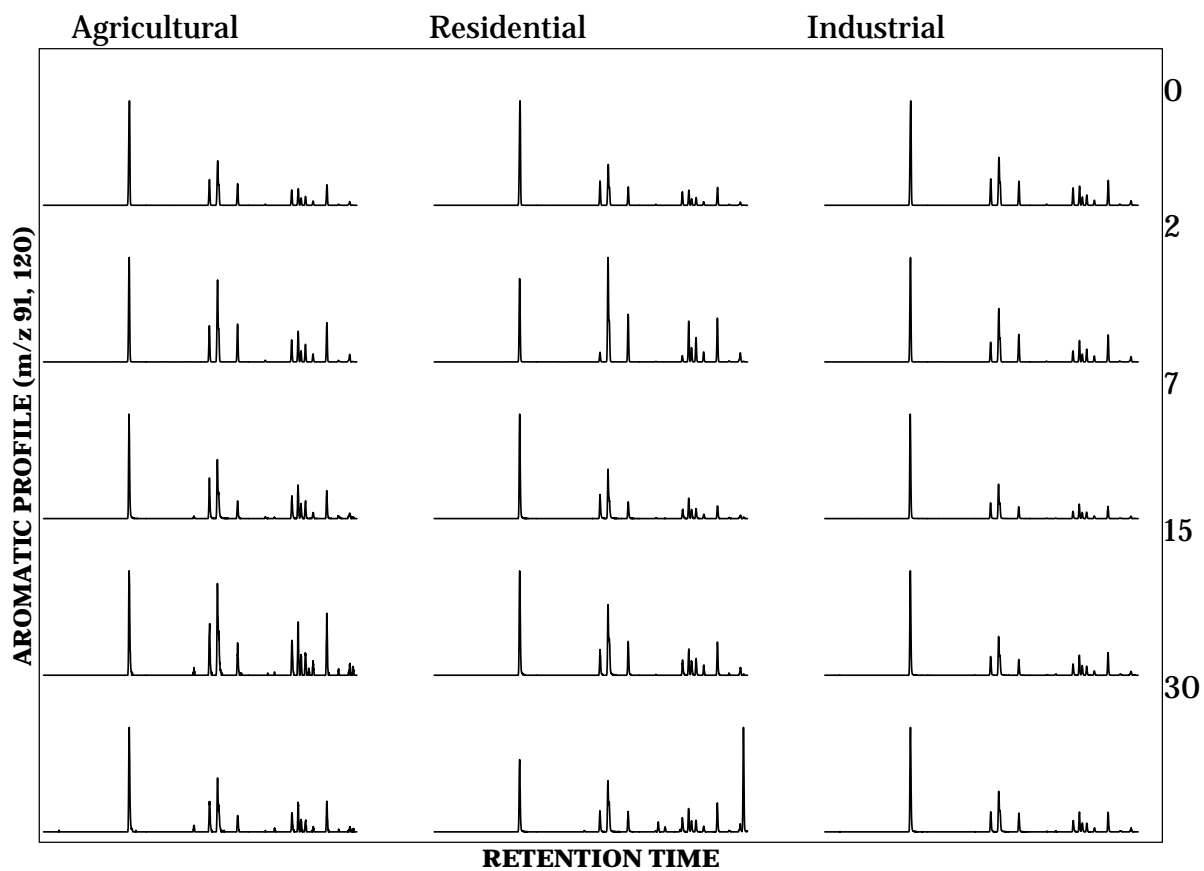 Agricultural Residential Industrial
0
2
7
15
30
AROMATIC PROFILE (m/z 91, 120)
RETENTION TIME